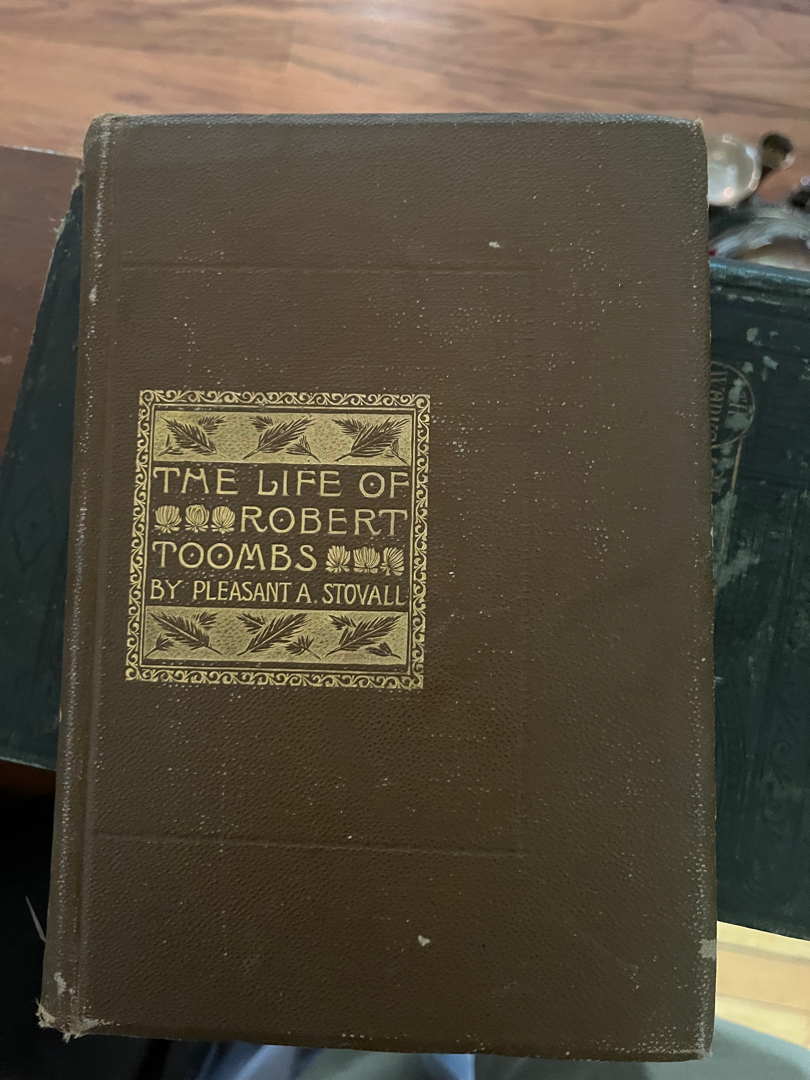 THE LIFE OF
ROBERT
TOOMBS
BY PLEASANT A. STOVALL